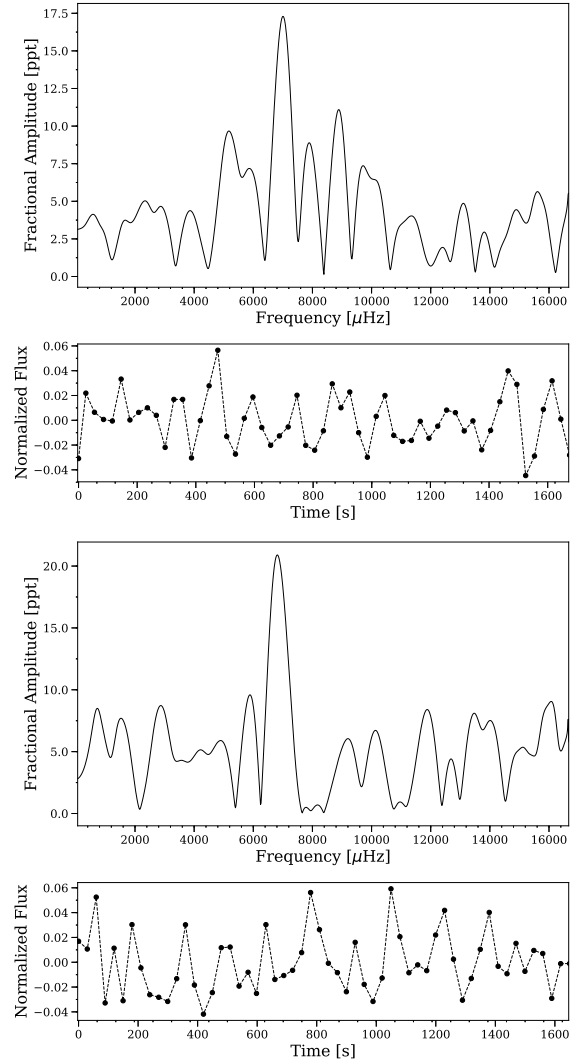 17.5
15.0
12.5
10.0
7.5
5.0
2.5
0.0
Fractional Amplitude [ppt]
2000 4000 6000 8000 10000 12000 14000 16000
Frequency [μHz]
0.06
0.04
0.02
0.00
−0.02
−0.04
Normalized Flux
0 200 400 600 800 1000 1200 1400 1600
Time [s]
20.0
15.0
10.0
5.0
0.0
Fractional Amplitude [ppt]
2000 4000 6000 8000 10000 12000 14000 16000
Frequency [μHz]
0.06
0.04
0.02
0.00
−0.02
−0.04
Normalized Flux
0 200 400 600 800 1000 1200 1400 1600
Time [s]